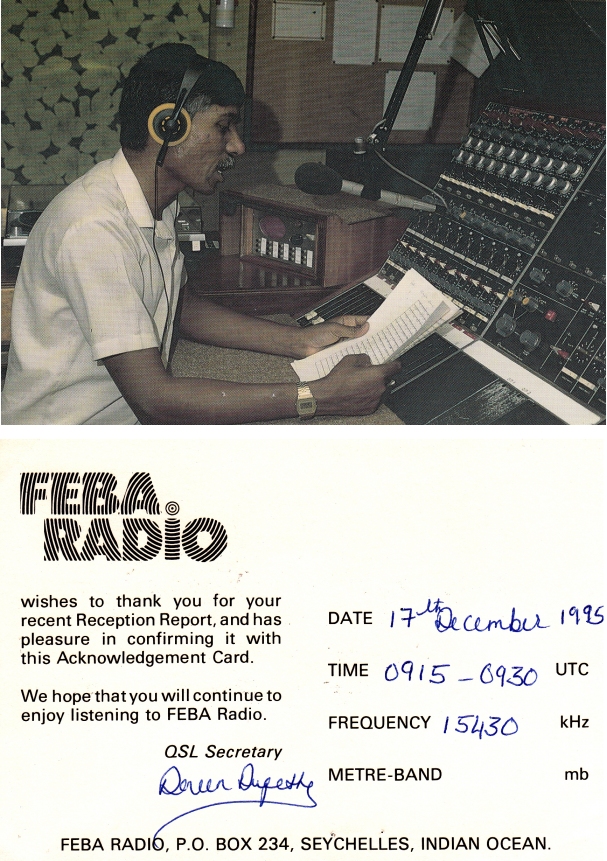 FEBA
RADIO
wishes to thank you for your
recent Reception Report, and has
pleasure in confirming it with
this Acknowledgement Card.
We hope that you will continue to
enjoy listening to FEBA Radio.
QSL Secretary
DATE 17th December 1995
TIME 0915 – 0930 UTC
FREQUENCY 15430 kHz
METRE-BAND mb
FEBA RADIO, P.O. BOX 234, SEYCHELLES, INDIAN OCEAN.